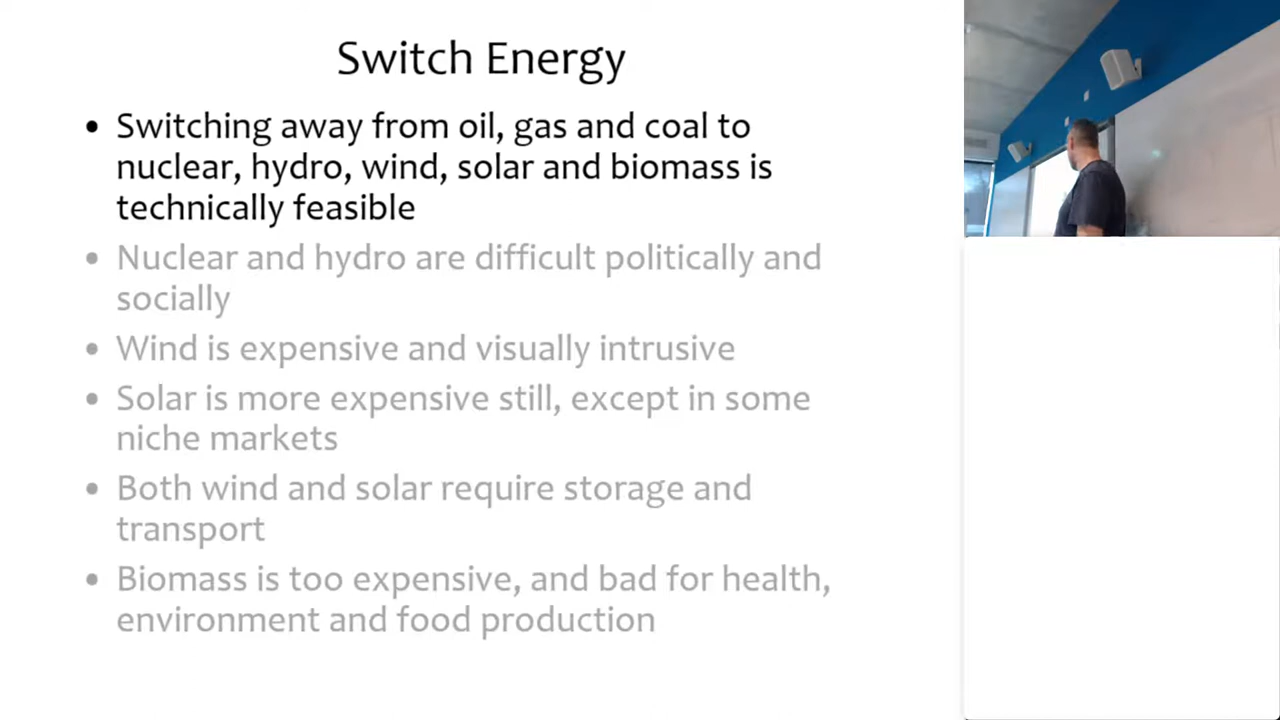 Switch Energy
• Switching away from oil, gas and coal to
nuclear, hydro, wind, solar and biomass is
technically feasible
• Nuclear and hydro are difficult politically and
socially
• Wind is expensive and visually intrusive
• Solar is more expensive still, except in some
niche markets
• Both wind and solar require storage and
transport
• Biomass is too expensive, and bad for health,
environment and food production